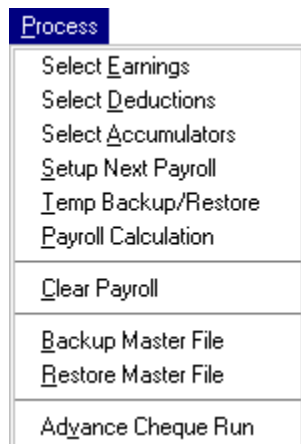 Process
Select Earnings
Select Deductions
Select Accumulators
Setup Next Payroll
Temp Backup/Restore
Payroll Calculation
Clear Payroll
Backup Master File
Restore Master File
Advance Cheque Run